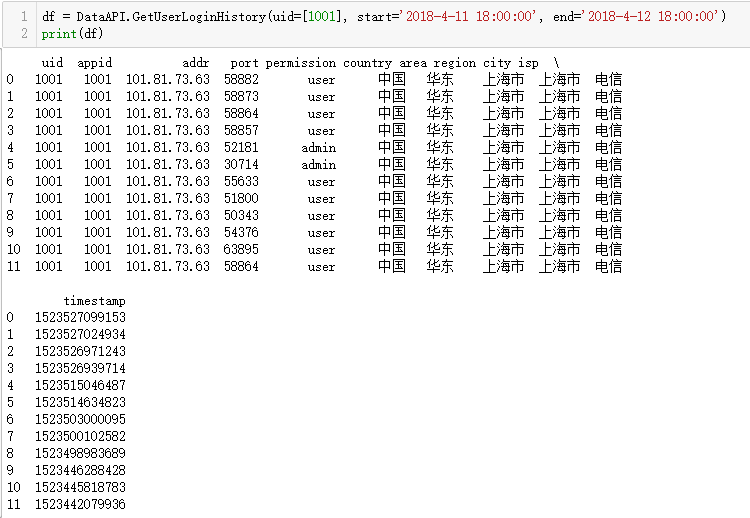 1 df = DataAPI.GetUserLoginHistory(uid=[1001], start='2018-4-11 18:00:00', end='2018-4-12 18:00:00')
2 print(df)
uid appid addr port permission country area region city isp \
0 1001 1001 101.81.73.63 58882 user 中国 华东 上海市 上海市 电信
1 1001 1001 101.81.73.63 58873 user 中国 华东 上海市 上海市 电信
2 1001 1001 101.81.73.63 58864 user 中国 华东 上海市 上海市 电信
3 1001 1001 101.81.73.63 58857 user 中国 华东 上海市 上海市 电信
4 1001 1001 101.81.73.63 52181 admin 中国 华东 上海市 上海市 电信
5 1001 1001 101.81.73.63 30714 admin 中国 华东 上海市 上海市 电信
6 1001 1001 101.81.73.63 55633 user 中国 华东 上海市 上海市 电信
7 1001 1001 101.81.73.63 51800 user 中国 华东 上海市 上海市 电信
8 1001 1001 101.81.73.63 50343 user 中国 华东 上海市 上海市 电信
9 1001 1001 101.81.73.63 54376 user 中国 华东 上海市 上海市 电信
10 1001 1001 101.81.73.63 63895 user 中国 华东 上海市 上海市 电信
11 1001 1001 101.81.73.63 58864 user 中国 华东 上海市 上海市 电信
timestamp
0 1523527099153
1 1523527024934
2 1523526971243
3 1523526939714
4 1523515046487
5 1523514634823
6 1523503000095
7 1523500102582
8 1523498983689
9 1523446288428
10 1523445818783
11 1523442079936